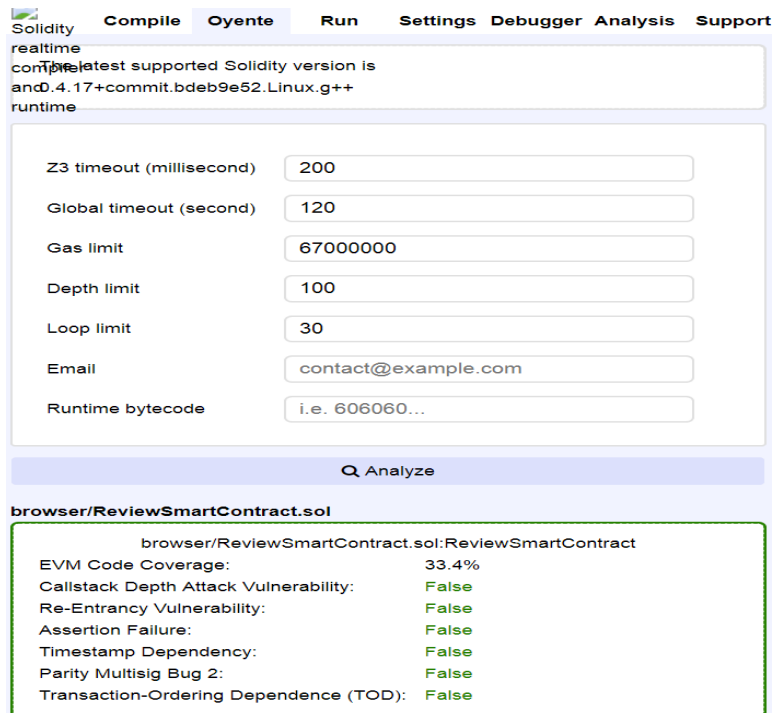 Compile Oyente Run Settings Debugger Analysis Support
Solidity
realtime
compiler
and
runtime
The latest supported Solidity version is
0.4.17+commit.bdeb9e52.Linux.g++
Z3 timeout (millisecond) 200
Global timeout (second) 120
Gas limit 67000000
Depth limit 100
Loop limit 30
Email contact@example.com
Runtime bytecode i.e. 606060...
Analyze
browser/ReviewSmartContract.sol
browser/ReviewSmartContract.sol:ReviewSmartContract
EVM Code Coverage: 33.4%
Callstack Depth Attack Vulnerability: False
Re-Entrancy Vulnerability: False
Assertion Failure: False
Timestamp Dependency: False
Parity Multisig Bug 2: False
Transaction-Ordering Dependence (TOD): False